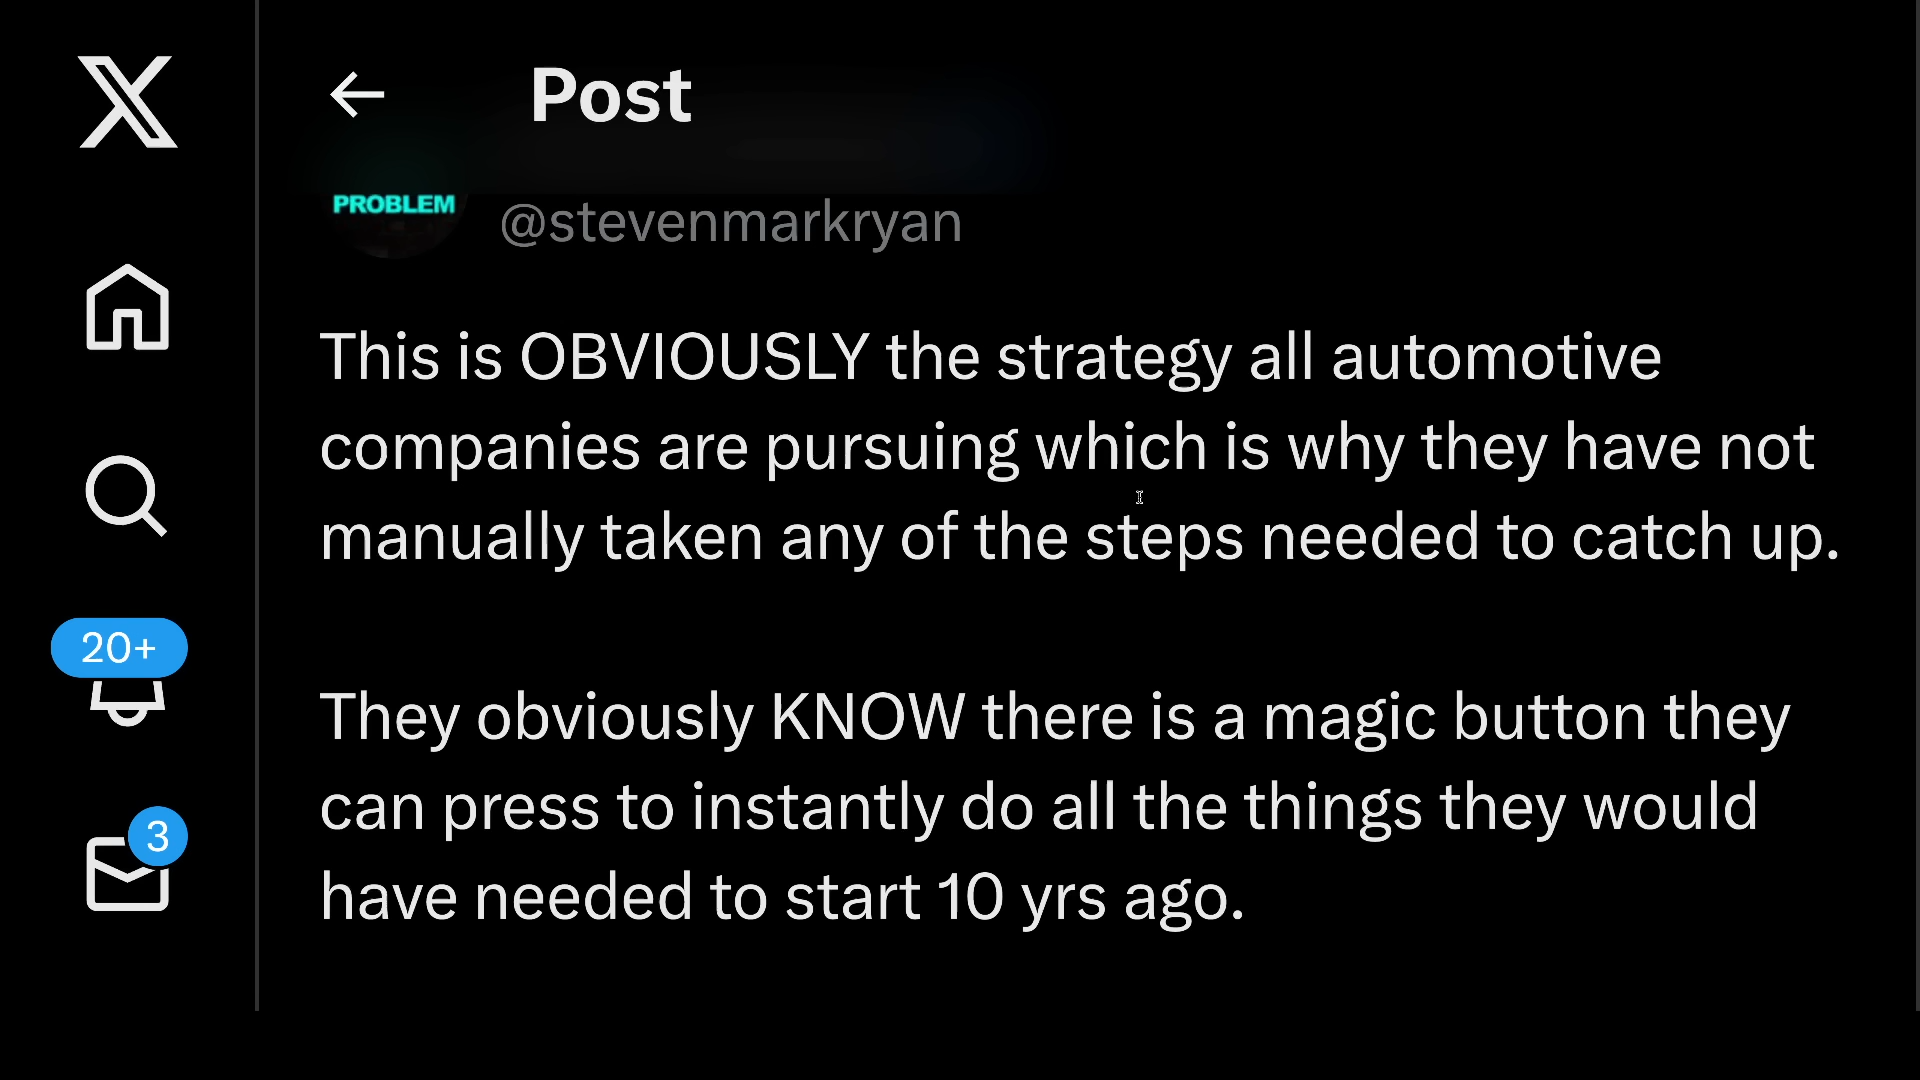 Post
PROBLEM
@stevenmarkryan
This is OBVIOUSLY the strategy all automotive
companies are pursuing which is why they have not
manually taken any of the steps needed to catch up.
They obviously KNOW there is a magic button they
can press to instantly do all the things they would
have needed to start 10 yrs ago.
20+
3